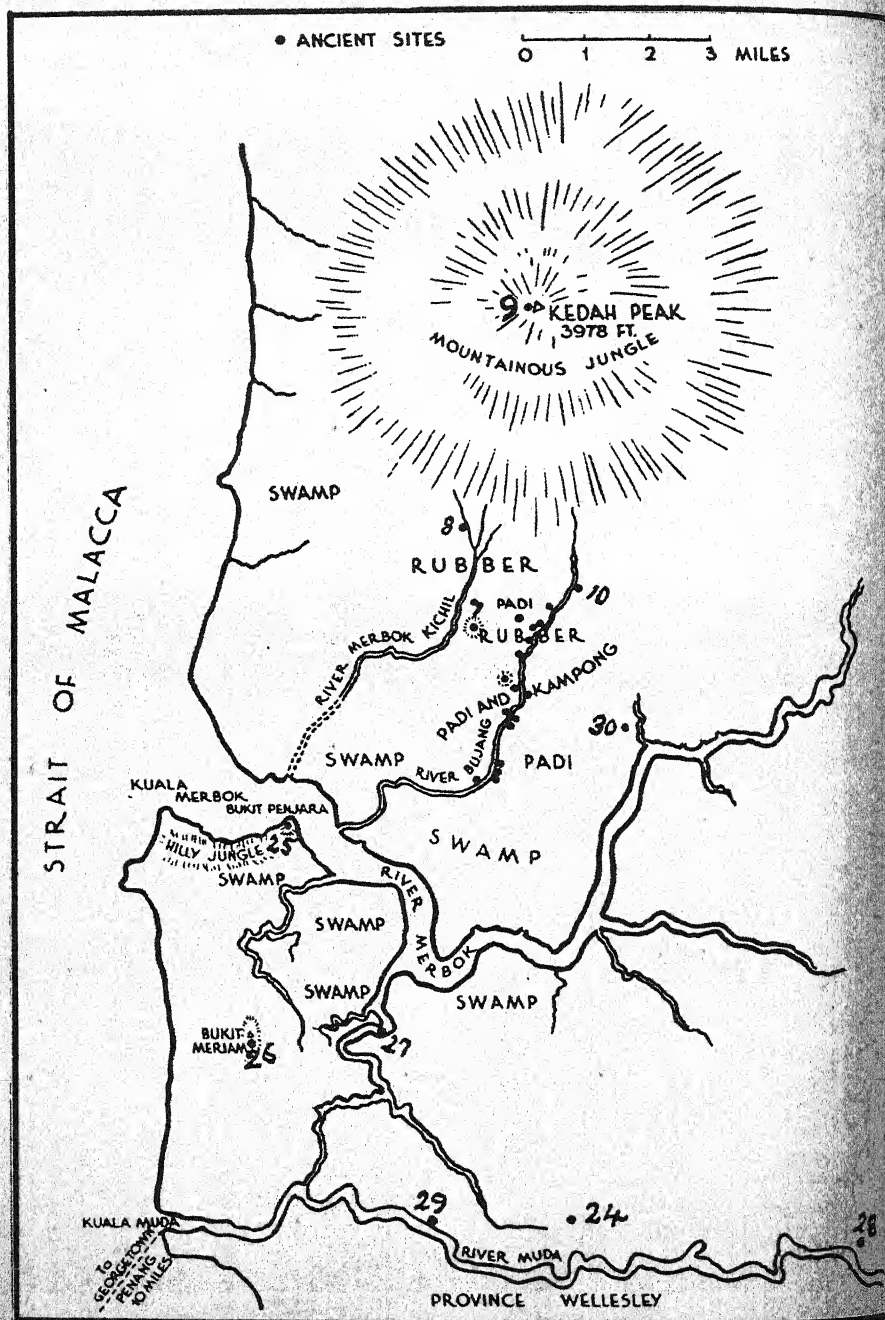 • ANCIENT SITES
0 1 2 3 MILES
9
KEDAH PEAK
3978 FT.
MOUNTAINOUS JUNGLE
SWAMP
STRAIT OF MALACCA
8
RUBBER
7
PADI
10
RUBBER
RIVER MERBOK KICHIL
PADI AND KAMPONG
30
SWAMP
RIVER BUJANG
PADI
KUALA
MERBOK
BUKIT PENJARA
HILLY JUNGLE
25
SWAMP
SWAMP
RIVER MERBOK
SWAMP
SWAMP
SWAMP
BUKIT
MERIAM
26
27
KUALA MUDA
29
24
28
RIVER MUDA
TO
GEORGETOWN
PENANG
10 MILES
PROVINCE WELLESLEY